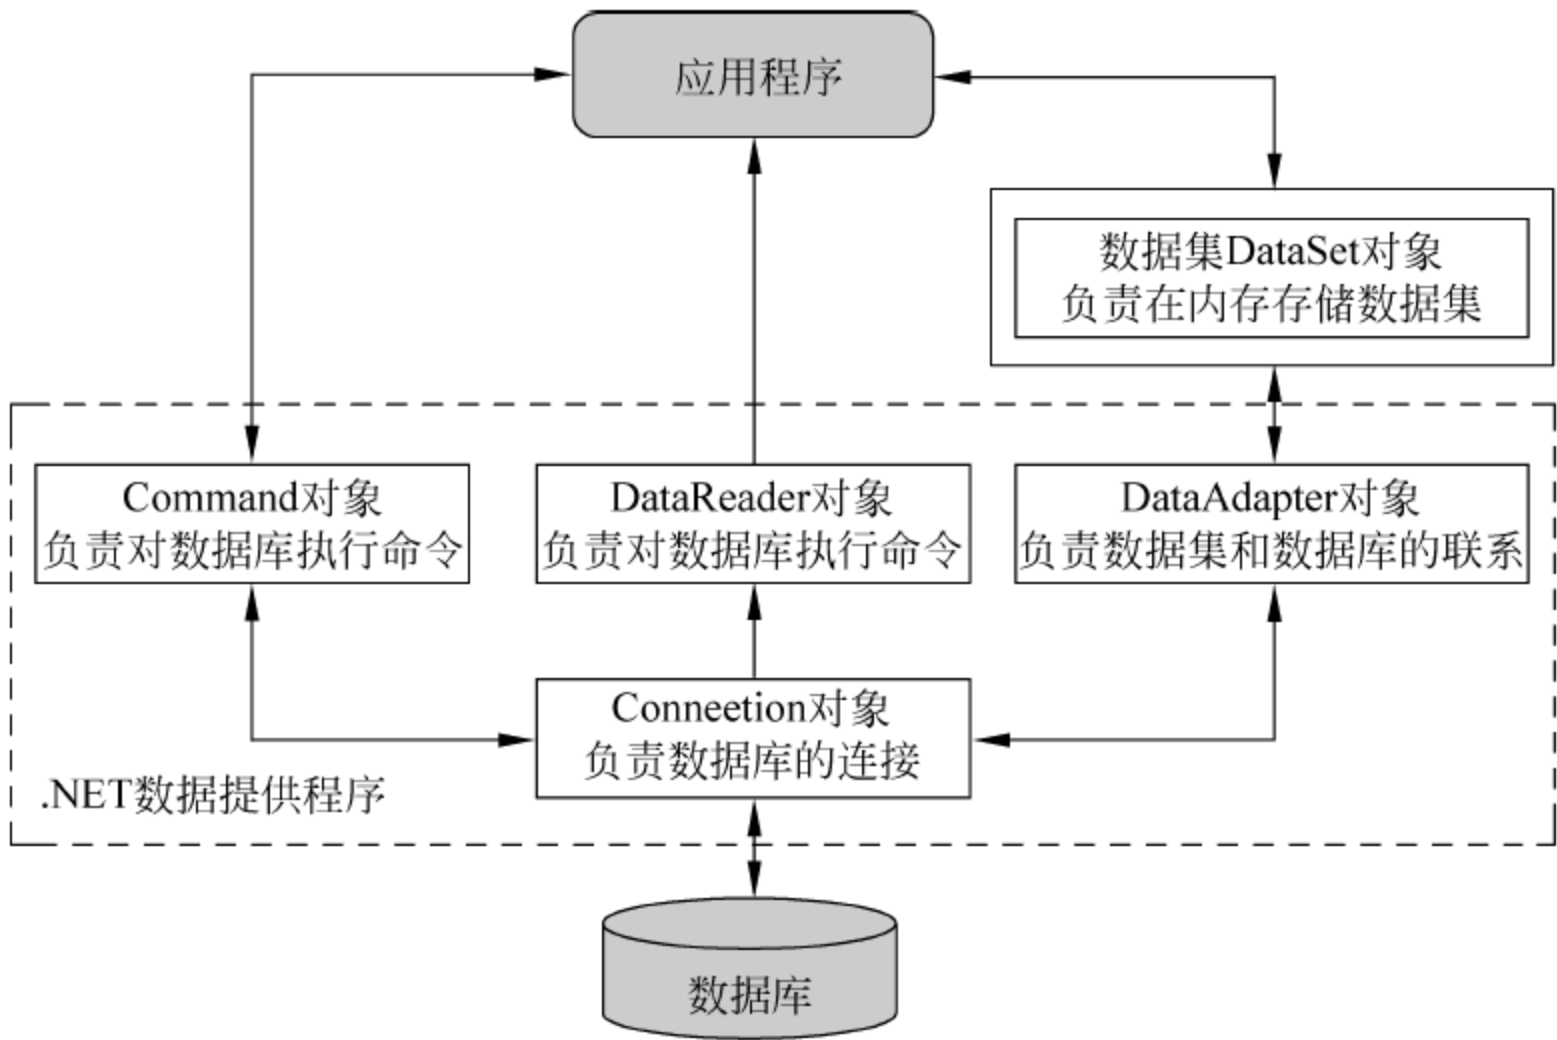 应用程序
数据集DataSet对象
负责在内存存储数据集
Command对象
负责对数据库执行命令
DataReader对象
负责对数据库执行命令
DataAdapter对象
负责数据集和数据库的联系
Conneetion对象
负责数据库的连接
.NET数据提供程序
数据库